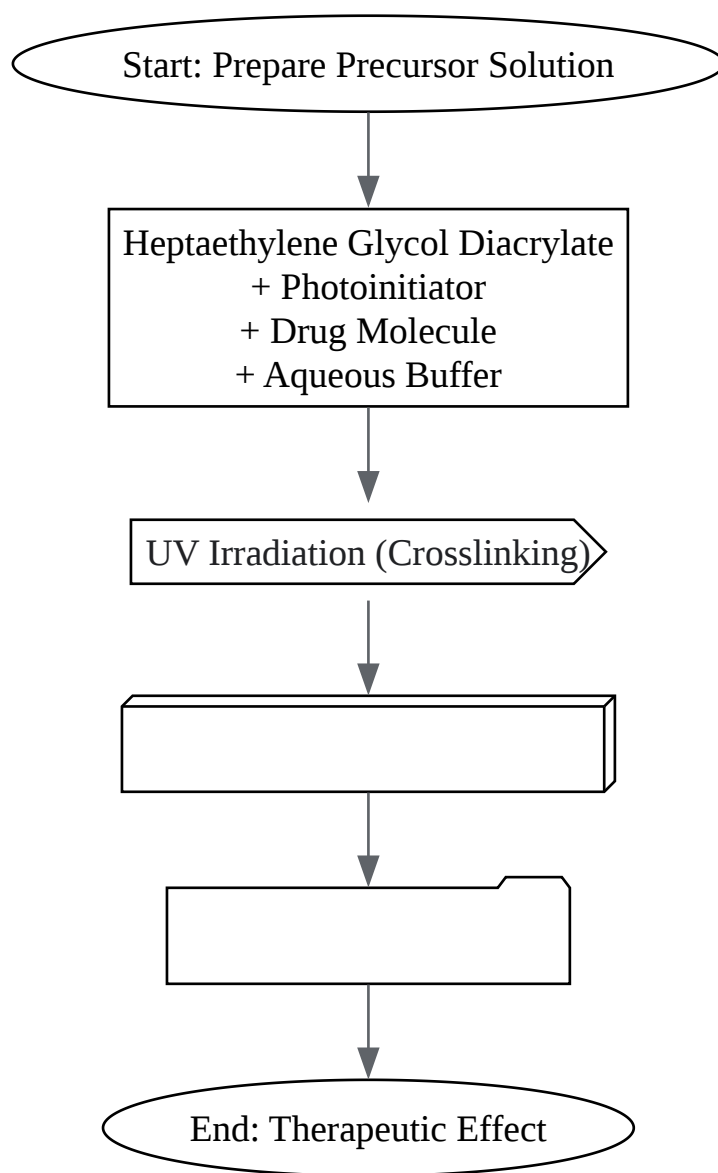 Start: Prepare Precursor Solution
Heptaethylene Glycol Diacrylate
+ Photoinitiator
+ Drug Molecule
+ Aqueous Buffer
UV Irradiation (Crosslinking)
End: Therapeutic Effect